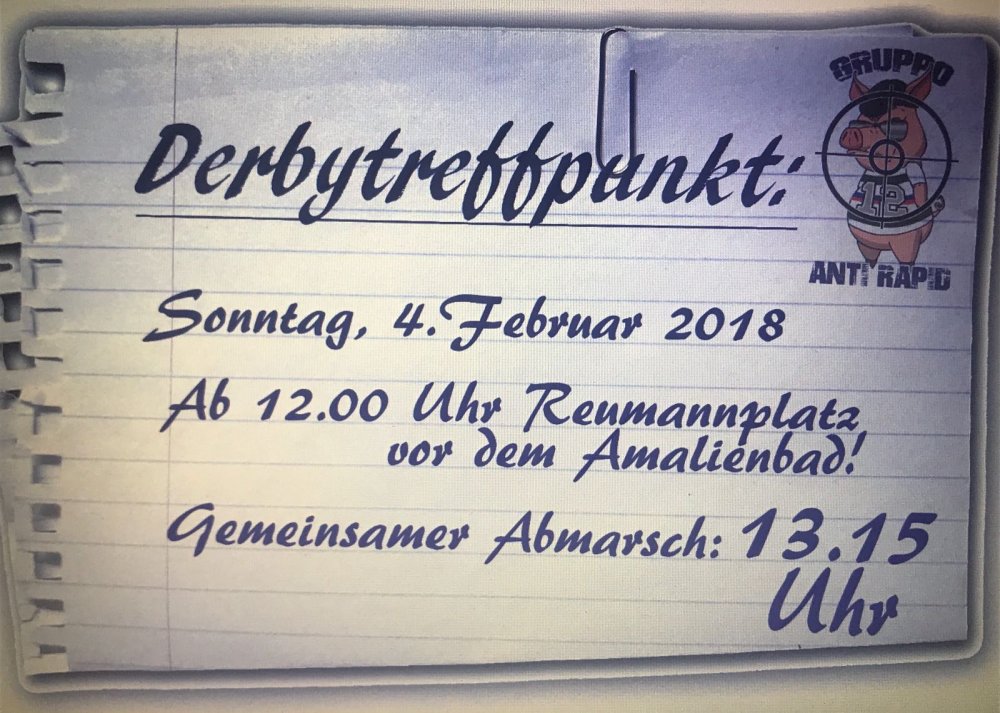 GRUPPO
Derbytreffpunkt:
12
ANTI RAPID
Sonntag, 4. Februar 2018
Ab 12.00 Uhr Reumannplatz
vor dem Amalienbad!
Gemeinsamer Abmarsch: 13.15
Uhr